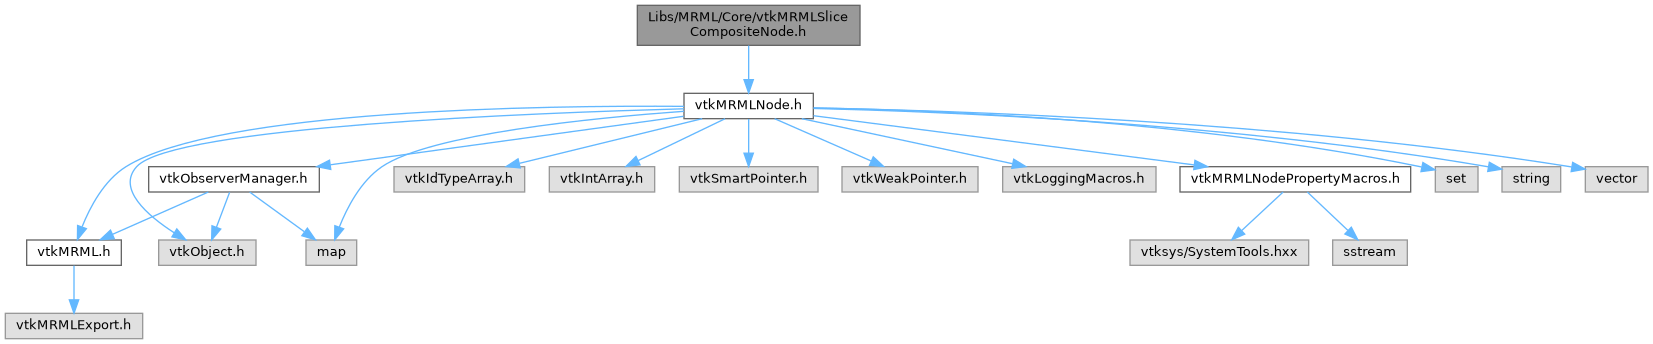 Libs/MRML/Core/vtkMRMLSlice
CompositeNode.h
vtkMRMLNode.h
vtkObserverManager.h
vtkIdTypeArray.h
vtkIntArray.h
vtkSmartPointer.h
vtkWeakPointer.h
vtkLoggingMacros.h
vtkMRMLNodePropertyMacros.h
set
string
vector
vtkMRML.h
vtkObject.h
map
vtksys/SystemTools.hxx
sstream
vtkMRMLExport.h